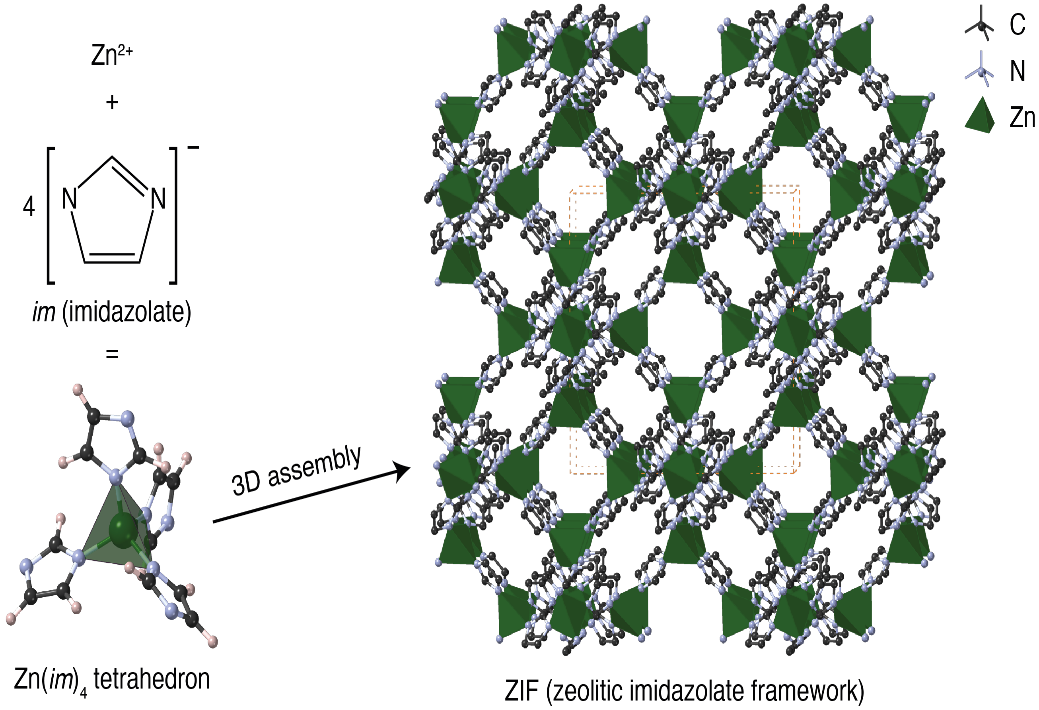 Zn²⁺
+
4 [N N]⁻
im (imidazolate)
=
Zn(im)₄ tetrahedron
3D assembly
C
N
Zn
ZIF (zeolitic imidazolate framework)